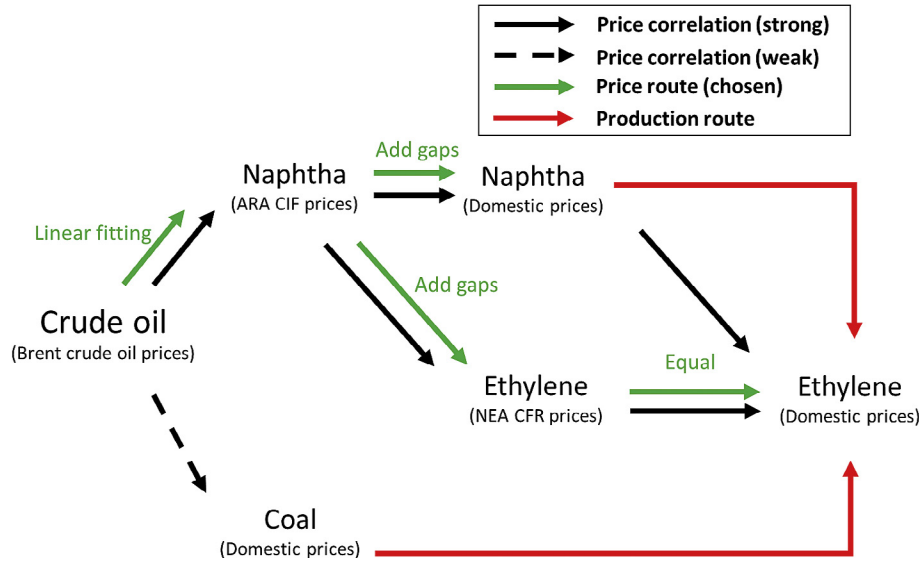 Price correlation (strong)
Price correlation (weak)
Price route (chosen)
Production route
Add gaps
Naphtha
(ARA CIF prices)
Naphtha
(Domestic prices)
Linear fitting
Add gaps
Crude oil
(Brent crude oil prices)
Equal
Ethylene
(NEA CFR prices)
Ethylene
(Domestic prices)
Coal
(Domestic prices)